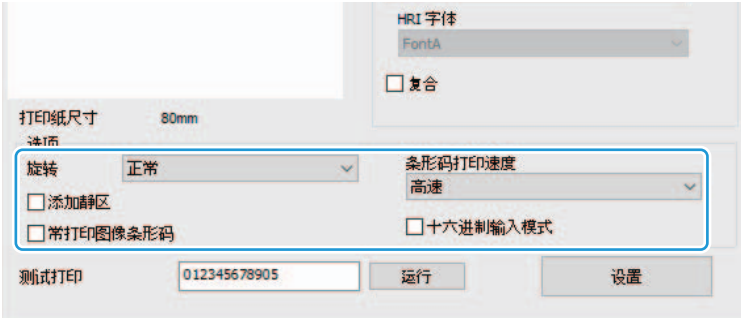 HRI 字体
FontA
复合
打印纸尺寸 80mm
选项
旋转 正常
条形码打印速度
高速
添加静区
常打印图像条形码
十六进制输入模式
测试打印 012345678905 运行 设置